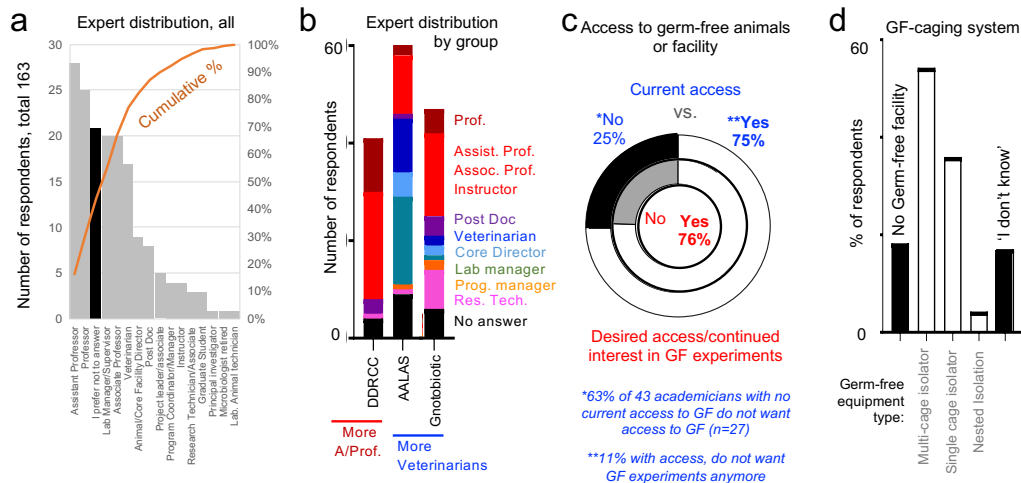 a
Expert distribution, all
Number of respondents, total 163
30
25
20
15
10
5
0
100%
90%
80%
70%
60%
50%
40%
30%
20%
10%
0%
Cumulative %
Assistant Professor
Professor
I prefer not to answer
Lab Manager/Supervisor
Associate Professor
Veterinarian
Animal/Core Facility Director
Post Doc
Project leader/associate
Program Coordinator/Manager
Instructor
Research Technician/Associate
Graduate Student
Principal investigator
Microbiologist retired
Lab. Animal technician
b
Expert distribution
by group
Number of respondents
60
0
Prof.
Assist. Prof.
Assoc. Prof.
Instructor
Post Doc
Veterinarian
Core Director
Lab manager
Prog. manager
Res. Tech.
No answer
DDRCC
AALAS
Gnotobiotic
More
A/Prof.
More
Veterinarians
c
Access to germ-free animals
or facility
Current access
vs.
*No
25%
**Yes
75%
No
Yes
76%
Desired access/continued
interest in GF experiments
*63% of 43 academicians with no
current access to GF do not want
access to GF (n=27)
**11% with access, do not want
GF experiments anymore
d
GF-caging system
% of respondents
60
0
No Germ-free facility
'I don't know'
Germ-free
equipment
type:
Multi-cage isolator
Single cage isolator
Nested Isolation